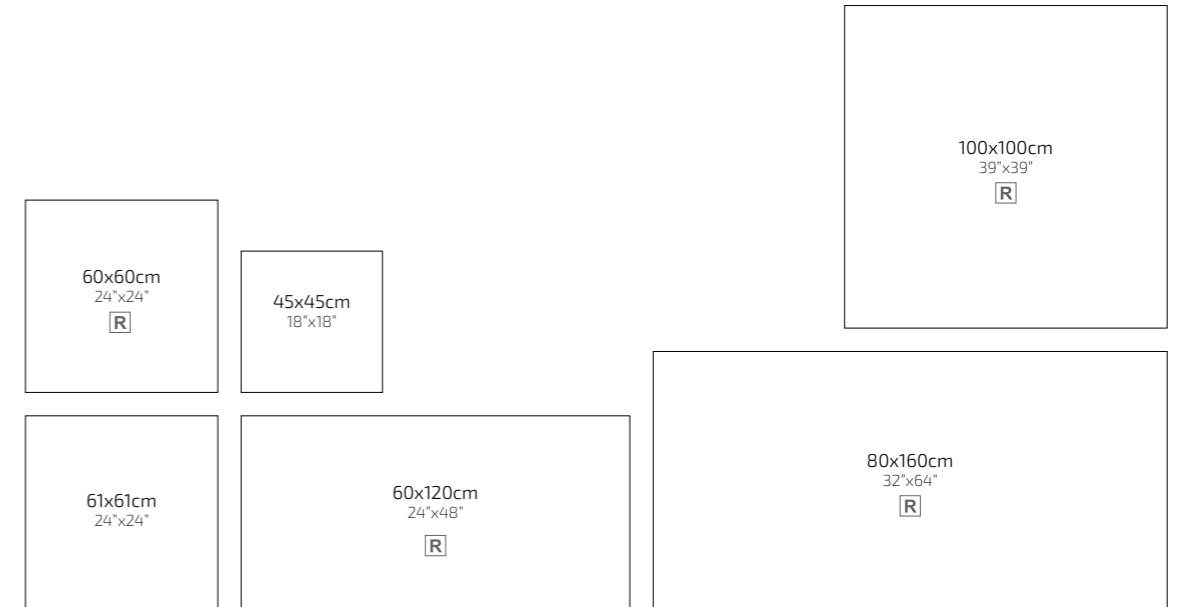 100x100cm
39"x39"
R
60x60cm
24"x24"
R
45x45cm
18"x18"
80x160cm
32"x64"
R
61x61cm
24"x24"
60x120cm
24"x48"
R